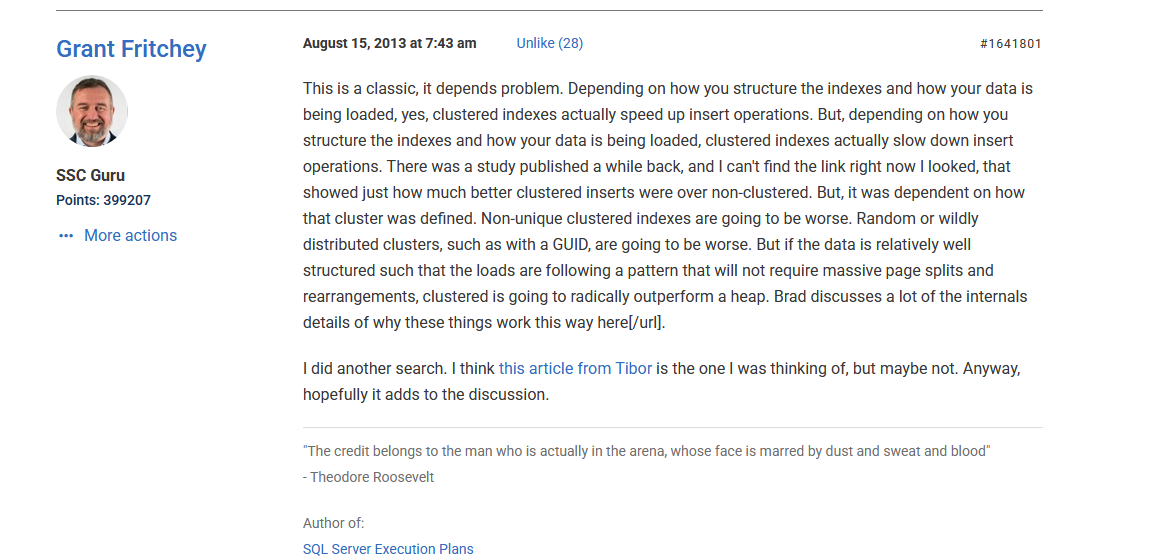 Grant Fritchey
SSC Guru
Points: 399207
··· More actions
August 15, 2013 at 7:43 am
Unlike (28)
#1641801
This is a classic, it depends problem. Depending on how you structure the indexes and how your data is
being loaded, yes, clustered indexes actually speed up insert operations. But, depending on how you
structure the indexes and how your data is being loaded, clustered indexes actually slow down insert
operations. There was a study published a while back, and I can't find the link right now I looked, that
showed just how much better clustered inserts were over non-clustered. But, it was dependent on how
that cluster was defined. Non-unique clustered indexes are going to be worse. Random or wildly
distributed clusters, such as with a GUID, are going to be worse. But if the data is relatively well
structured such that the loads are following a pattern that will not require massive page splits and
rearrangements, clustered is going to radically outperform a heap. Brad discusses a lot of the internals
details of why these things work this way here[/url].
I did another search. I think this article from Tibor is the one I was thinking of, but maybe not. Anyway,
hopefully it adds to the discussion.
"The credit belongs to the man who is actually in the arena, whose face is marred by dust and sweat and blood"
- Theodore Roosevelt
Author of:
SQL Server Execution Plans